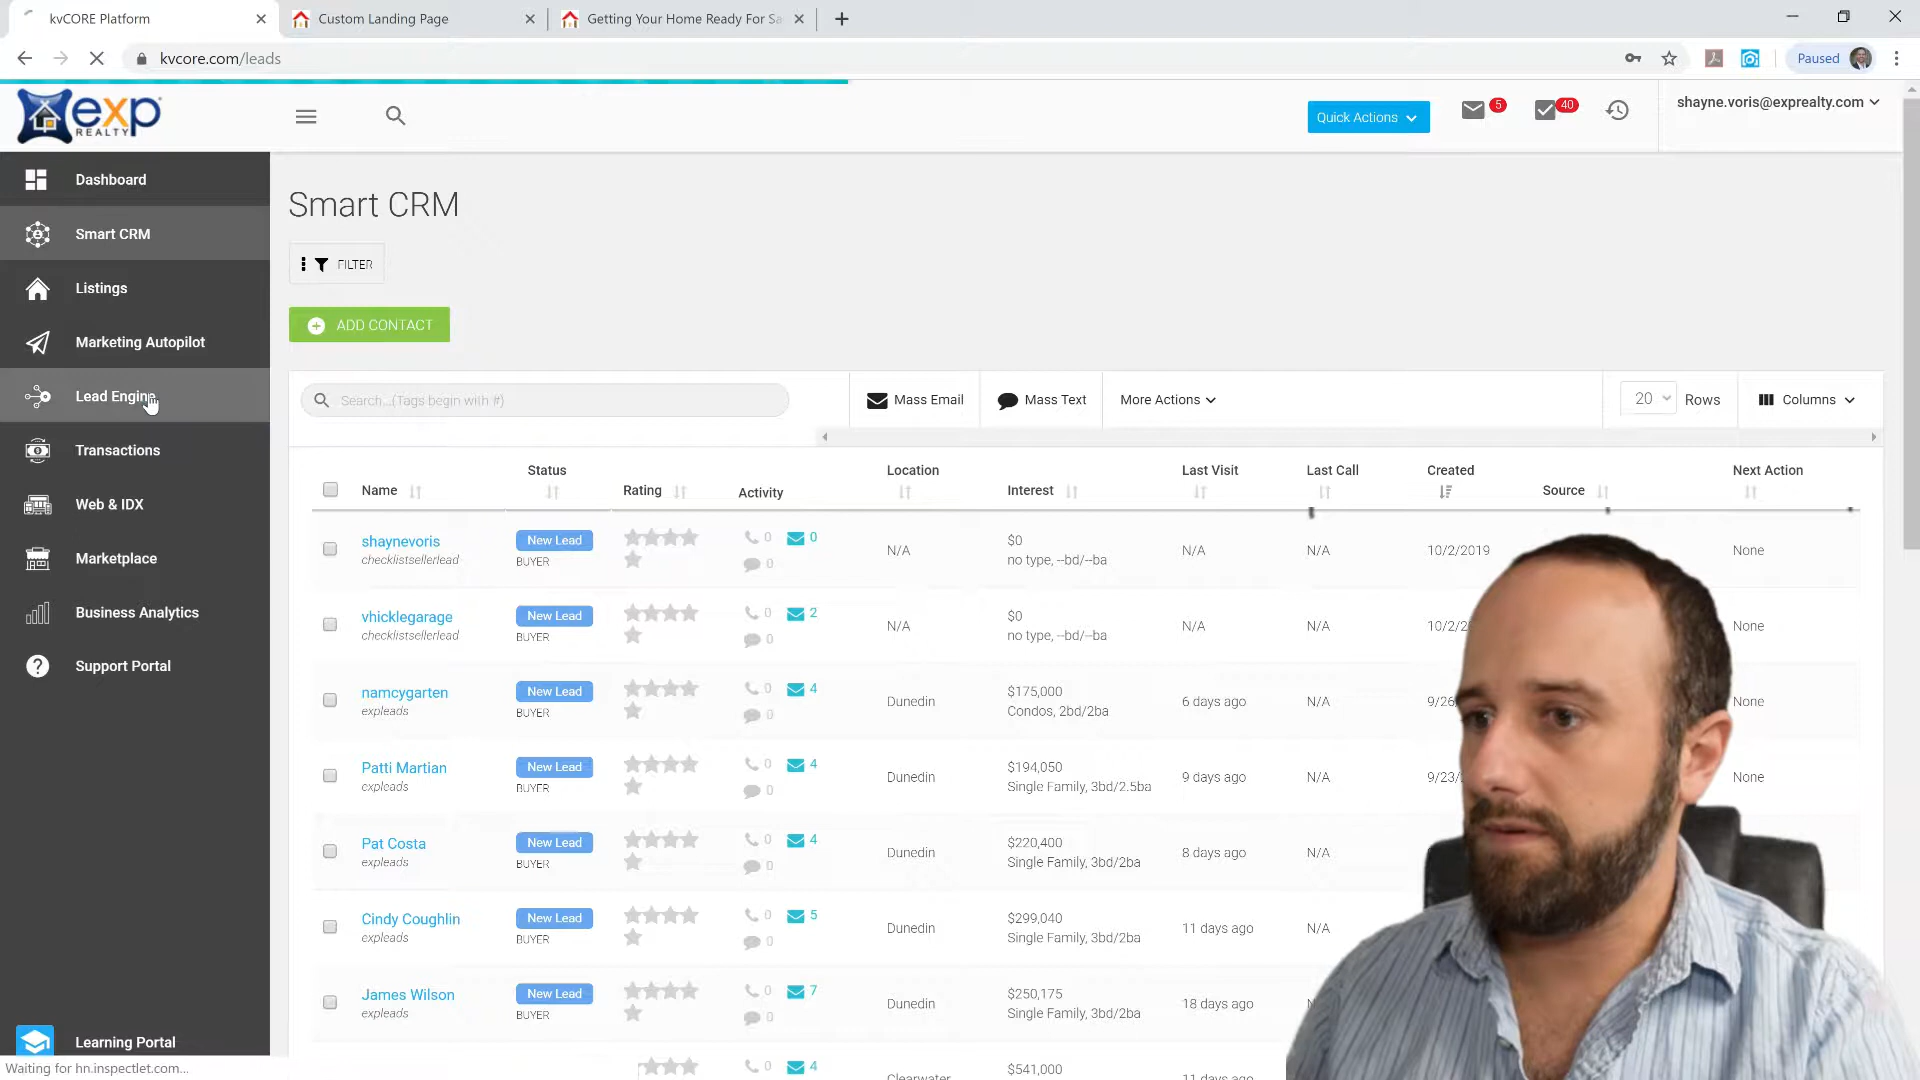 kvCORE Platform
Custom Landing Page
Getting Your Home Ready For Sa
kvcore.com/leads
Paused
exp
REALTY
Quick Actions
5
40
shayne.voris@exprealty.com
Dashboard
Smart CRM
Listings
Marketing Autopilot
Lead Engine
Transactions
Web & IDX
Marketplace
Business Analytics
Support Portal
Learning Portal
Waiting for hn.inspectlet.com...
Smart CRM
FILTER
ADD CONTACT
Search...(Tags begin with #)
Mass Email
Mass Text
More Actions
20 Rows
Columns
Name Status Rating Activity Location Interest Last Visit Last Call Created Source Next Action
shaynevoris New Lead 0 0 N/A $0 N/A N/A 10/2/2019 None
checklistsellerlead BUYER 0 no type, --bd/--ba
vhicklegarage New Lead 0 2 N/A $0 N/A N/A 10/2 None
checklistsellerlead BUYER 0 no type, --bd/--ba
namcygarten New Lead 0 4 Dunedin $175,000 6 days ago N/A 9/26 None
expleads BUYER 0 Condos, 2bd/2ba
Patti Martian New Lead 0 4 Dunedin $194,050 9 days ago N/A 9/23/ None
expleads BUYER 0 Single Family, 3bd/2.5ba
Pat Costa New Lead 0 4 Dunedin $220,400 8 days ago N/A
expleads BUYER 0 Single Family, 3bd/2ba
Cindy Coughlin New Lead 0 5 Dunedin $299,040 11 days ago N/A
expleads BUYER 0 Single Family, 3bd/2ba
James Wilson New Lead 0 7 Dunedin $250,175 18 days ago
expleads BUYER 0 Single Family, 3bd/2ba
0 4 Clearwater $541,000 11 days ago